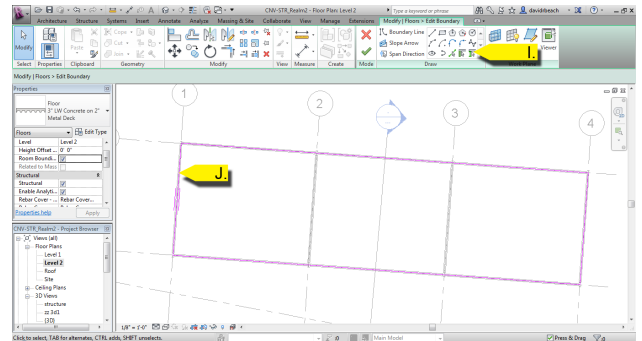 CNV-STR_Realm2 - Floor Plan: Level 2
Type a keyword or phrase
davidrleach
Architecture Structure Systems Insert Annotate Analyze Massing & Site Collaborate View Manage Extensions Modify | Floors > Edit Boundary
Modify
Paste
Cope
Cut
Join
Boundary Line
Slope Arrow
Span Direction
Viewer
I.
Select Properties Clipboard Geometry Modify View Measure Create Mode Draw
Modify | Floors > Edit Boundary
Properties
Floor
3" LW Concrete on 2"
Metal Deck
Floors
Edit Type
Level Level 2
Height Offset ... 0' 0"
Room Boundi...
Related to Mass
Structural
Structural
Enable Analyti...
Rebar Cover - ... Rebar Cover...
Properties help
Apply
CNV-STR_Realm2 - Project Browser
Views (all)
Floor Plans
Level 1
Level 2
Roof
Site
Ceiling Plans
3D Views
structure
zz 3d1
{3D}
1
2
3
4
J.
1/8" = 1'-0"
Click to select, TAB for alternates, CTRL adds, SHIFT unselects.
:0
Main Model
Press & Drag
:0